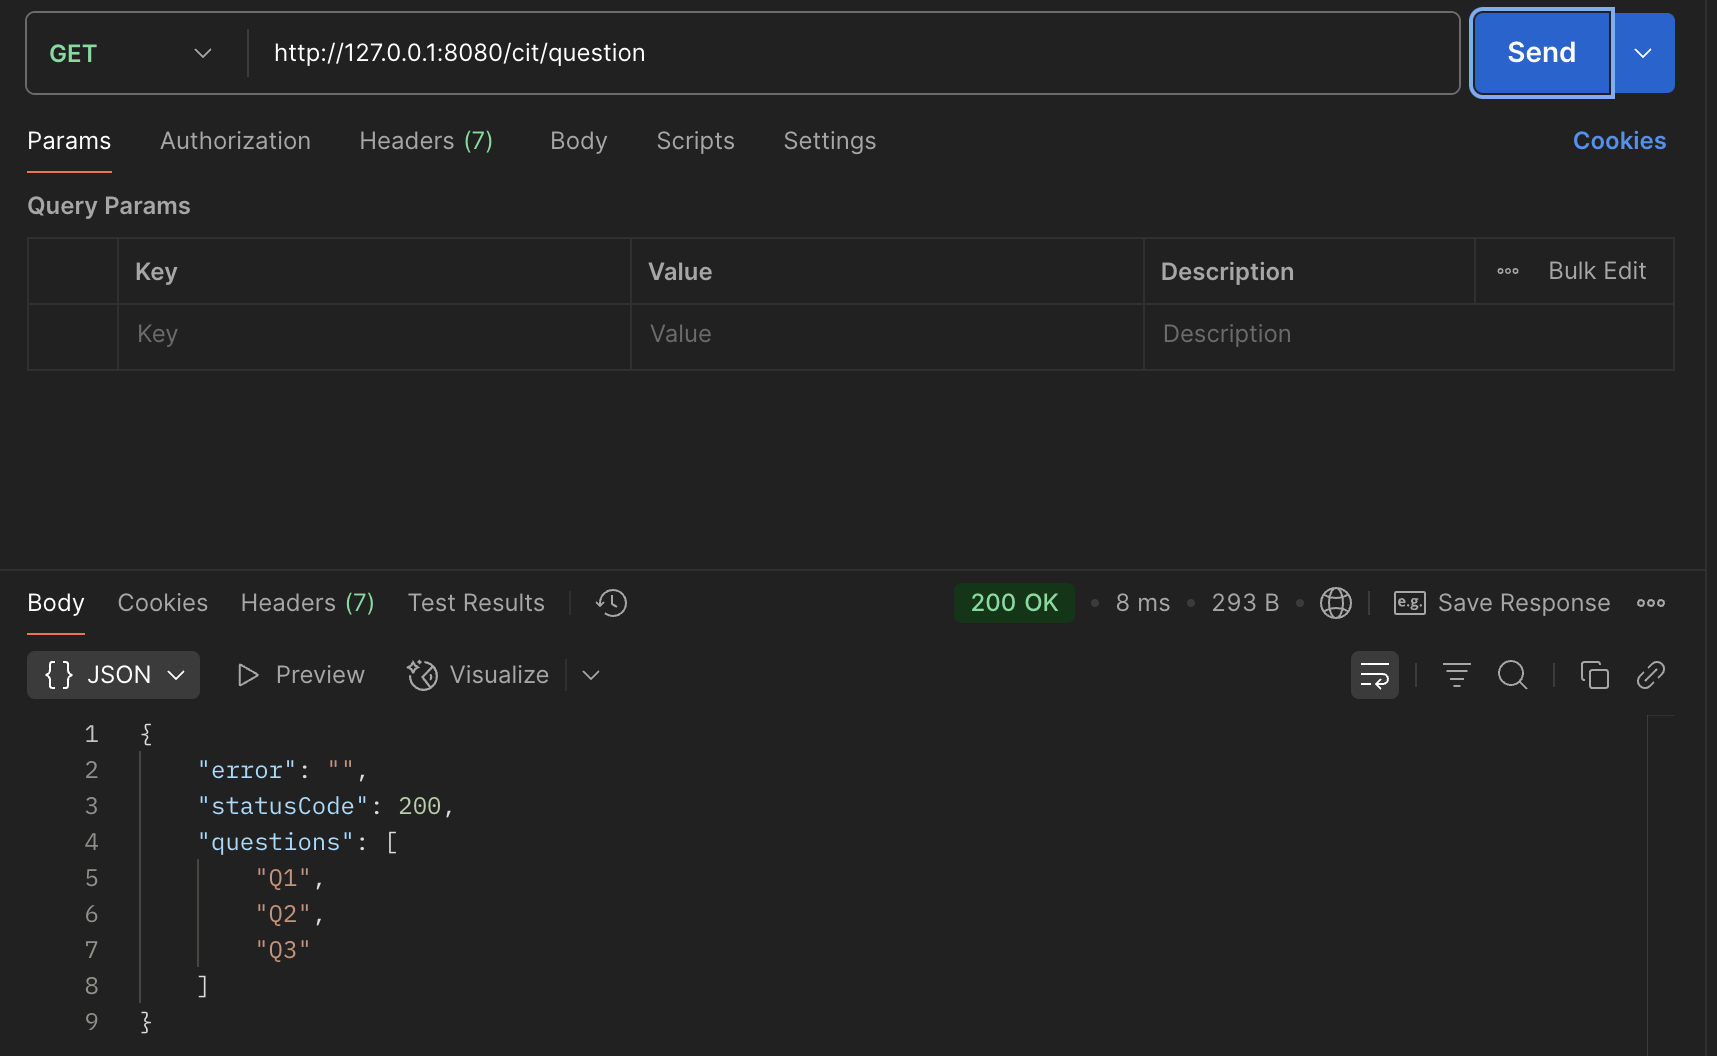 GET http://127.0.0.1:8080/cit/question Send
Params Authorization Headers (7) Body Scripts Settings Cookies
Query Params
Key Value Description Bulk Edit
Key Value Description
Body Cookies Headers (7) Test Results 200 OK 8 ms 293 B e.g. Save Response
{} JSON Preview Visualize
1 {
2 "error": "",
3 "statusCode": 200,
4 "questions": [
5 "Q1",
6 "Q2",
7 "Q3"
8 ]
9 }